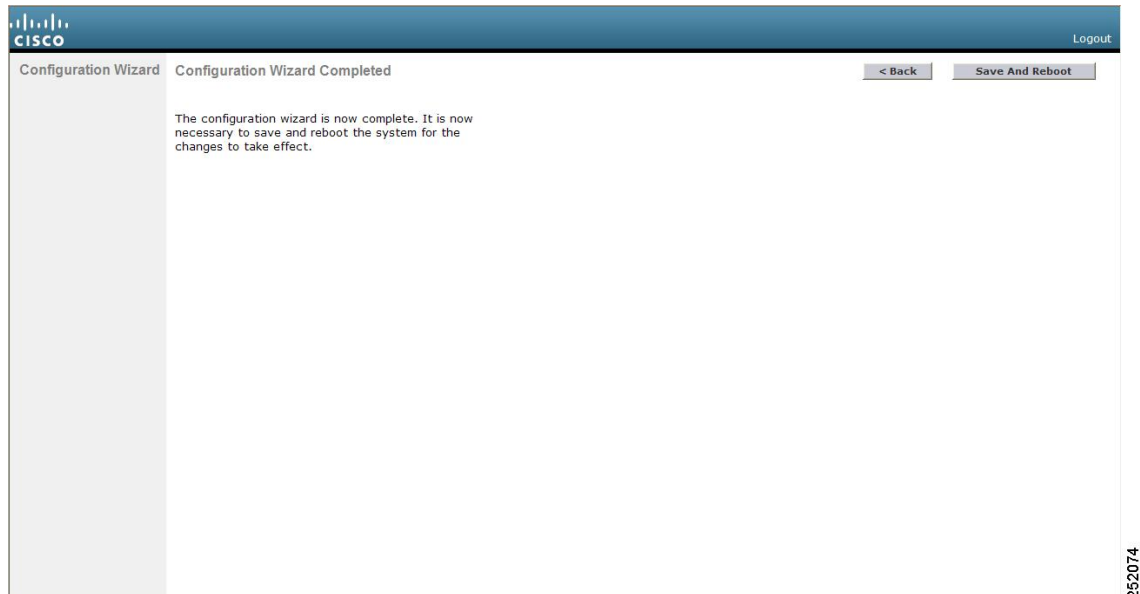 CISCO
Logout
Configuration Wizard
Configuration Wizard Completed
< Back
Save And Reboot
The configuration wizard is now complete. It is now
necessary to save and reboot the system for the
changes to take effect.
252074